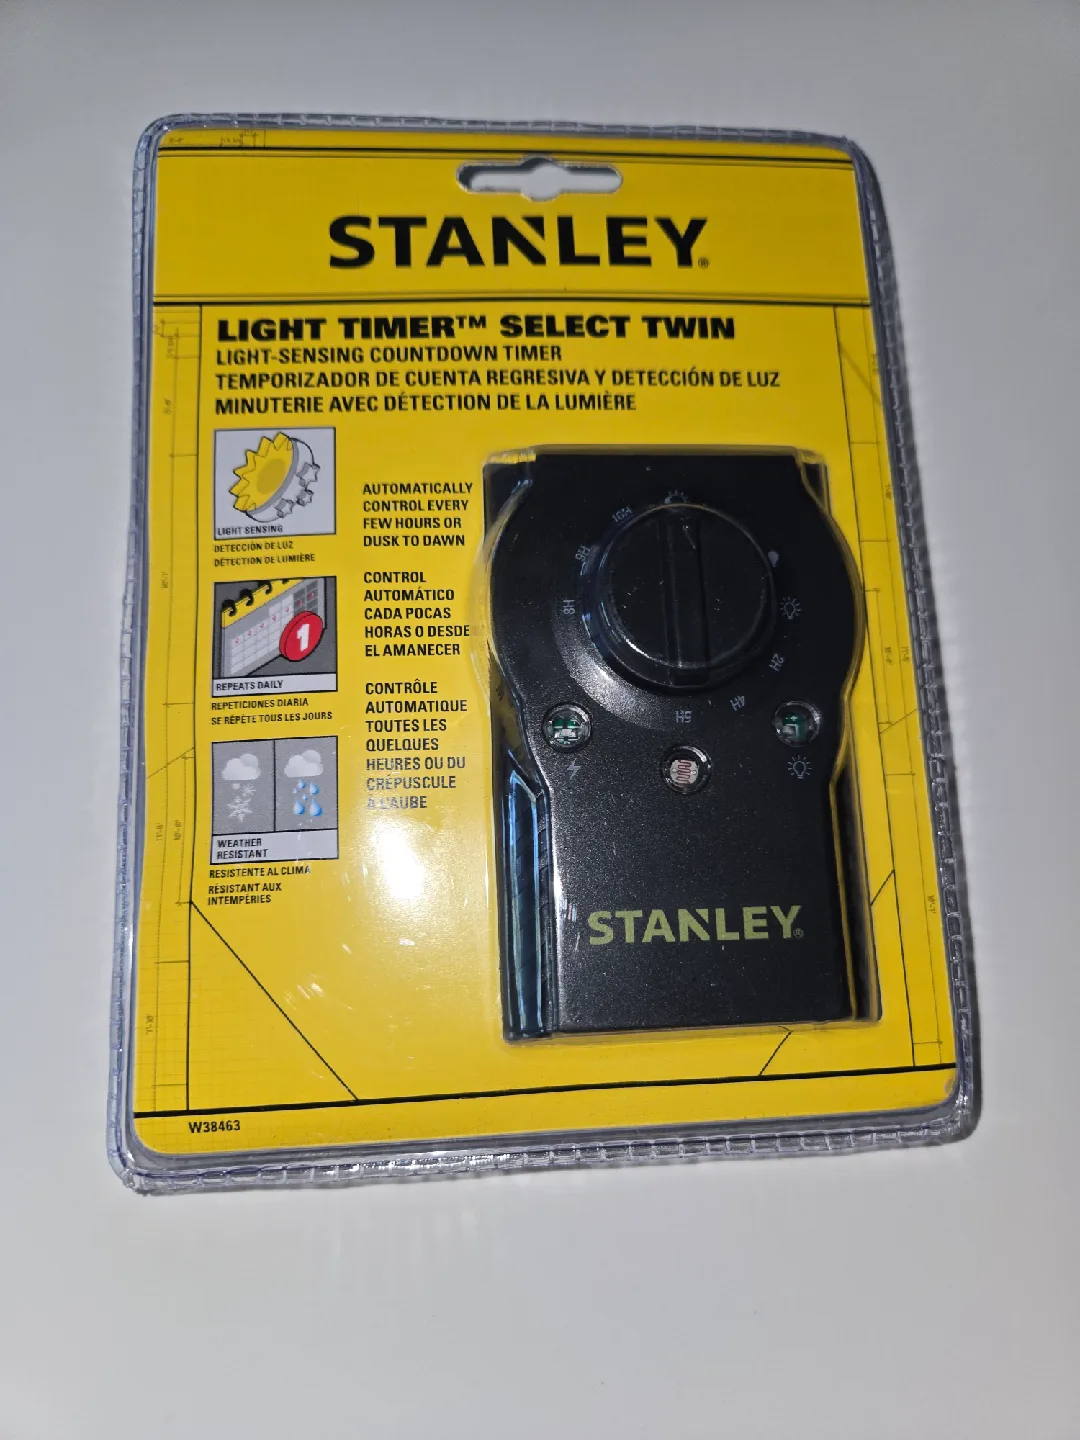 STANLEY®
LIGHT TIMER™ SELECT TWIN
LIGHT-SENSING COUNTDOWN TIMER
TEMPORIZADOR DE CUENTA REGRESIVA Y DETECCIÓN DE LUZ
MINUTERIE AVEC DÉTECTION DE LA LUMIÈRE
LIGHT SENSING
DETECCIÓN DE LUZ
DÉTECTION DE LUMIÈRE
1
REPEATS DAILY
REPETICIONES DIARIA
SE RÉPÈTE TOUS LES JOURS
WEATHER
RESISTANT
RESISTENTE AL CLIMA
RÉSISTANT AUX
INTEMPÉRIES
AUTOMATICALLY
CONTROL EVERY
FEW HOURS OR
DUSK TO DAWN
CONTROL
AUTOMÁTICO
CADA POCAS
HORAS O DESDE
EL AMANECER
CONTRÔLE
AUTOMATIQUE
TOUTES LES
QUELQUES
HEURES OU DU
CRÉPUSCULE
À L'AUBE
2H
4H
5H
8H
10H
STANLEY®
W38463